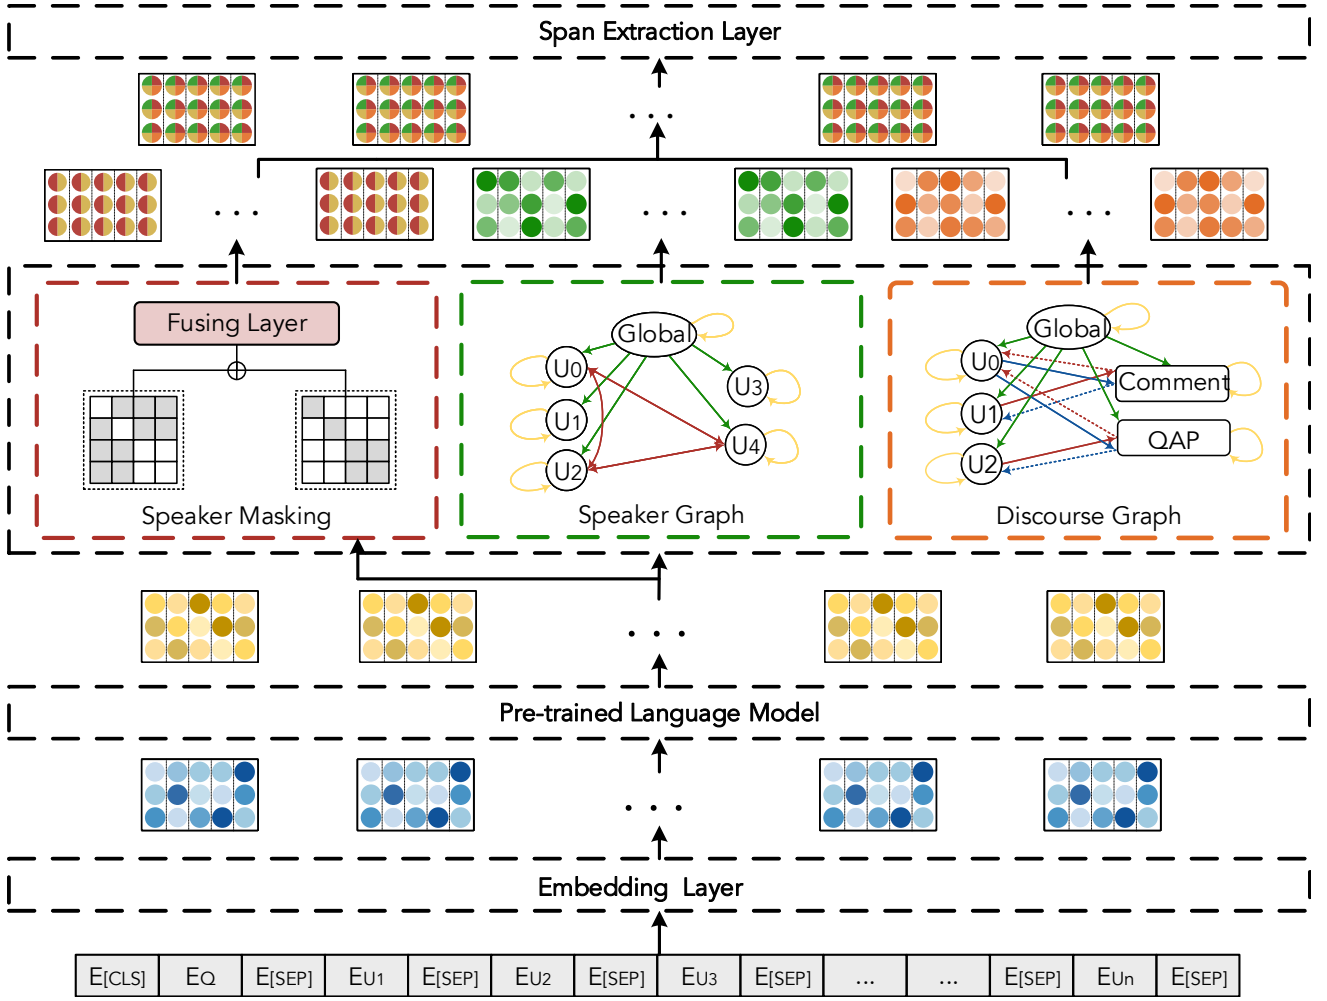 Span Extraction Layer
. . .
. . .
. . .
. . .
Fusing Layer
Speaker Masking
Global
U0
U1
U2
U3
U4
Speaker Graph
Global
U0
U1
U2
Comment
QAP
Discourse Graph
. . .
Pre-trained Language Model
. . .
Embedding Layer
E[CLS] EQ E[SEP] EU1 E[SEP] EU2 E[SEP] EU3 E[SEP] ... ... E[SEP] EUn E[SEP]